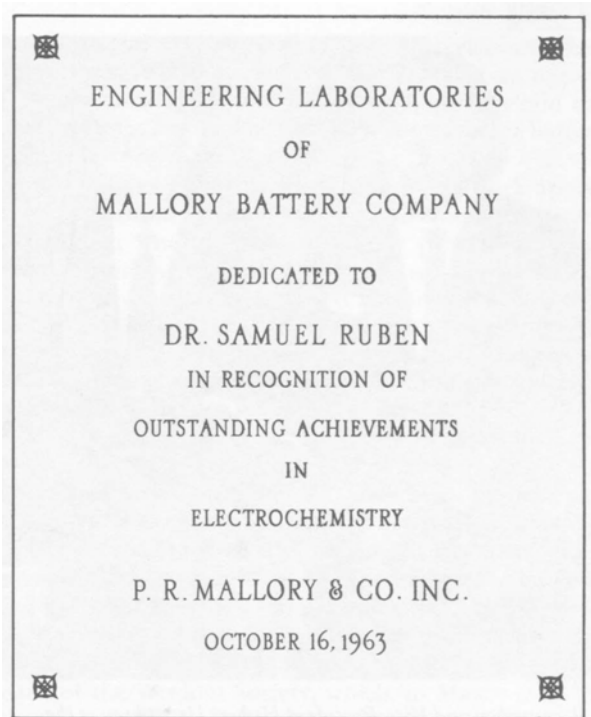 ENGINEERING LABORATORIES
OF
MALLORY BATTERY COMPANY
DEDICATED TO
DR. SAMUEL RUBEN
IN RECOGNITION OF
OUTSTANDING ACHIEVEMENTS
IN
ELECTROCHEMISTRY
P. R. MALLORY & CO. INC.
OCTOBER 16, 1963